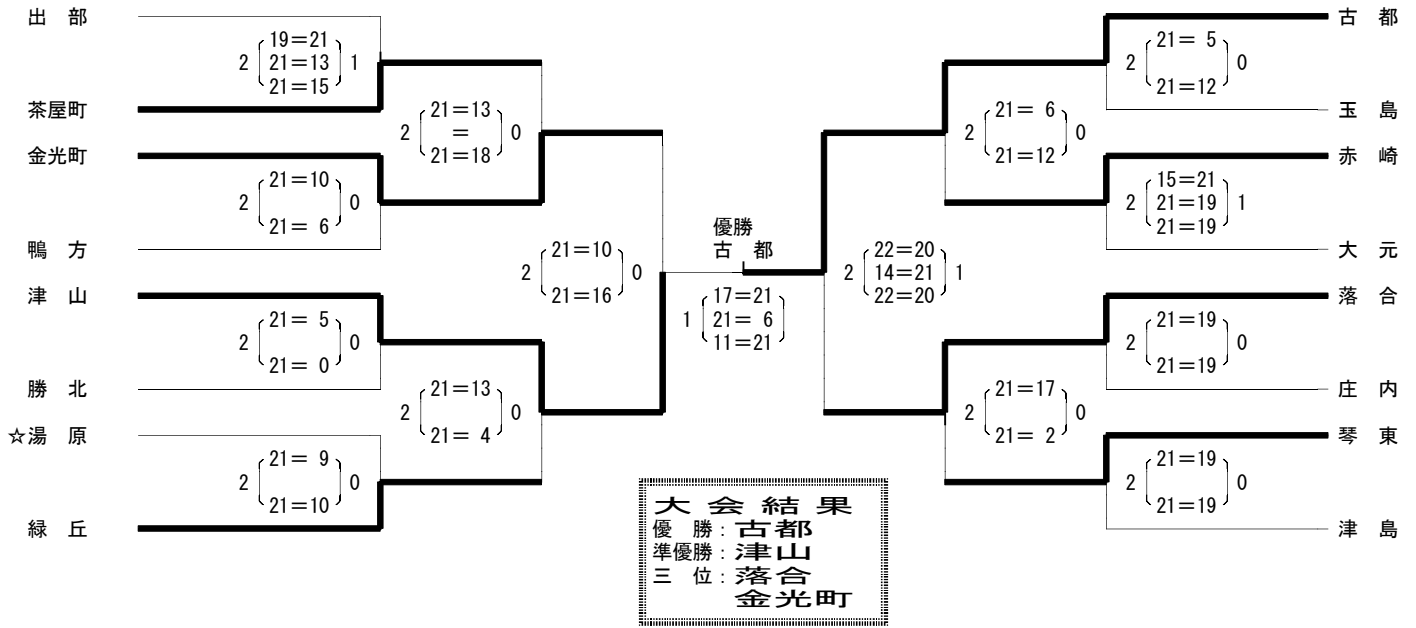 出 部
19=21
2 21=13 1
21=15
茶屋町
21=13
2 = 0
21=18
金光町
21=10
2 0
21= 6
鴨 方
21=10
2 0
21=16
津 山
21= 5
2 0
21= 0
勝 北
21=13
2 0
21= 4
☆湯 原
21= 9
2 0
21=10
緑 丘
優勝
古 都
17=21
1 21= 6
11=21
古 都
21= 5
2 0
21=12
玉 島
21= 6
2 0
21=12
赤 崎
15=21
2 21=19 1
21=19
大 元
22=20
2 14=21 1
22=20
落 合
21=19
2 0
21=19
庄 内
21=17
2 0
21= 2
琴 東
21=19
2 0
21=19
津 島
大 会 結 果
優 勝：古都
準優勝：津山
三 位：落合
金光町